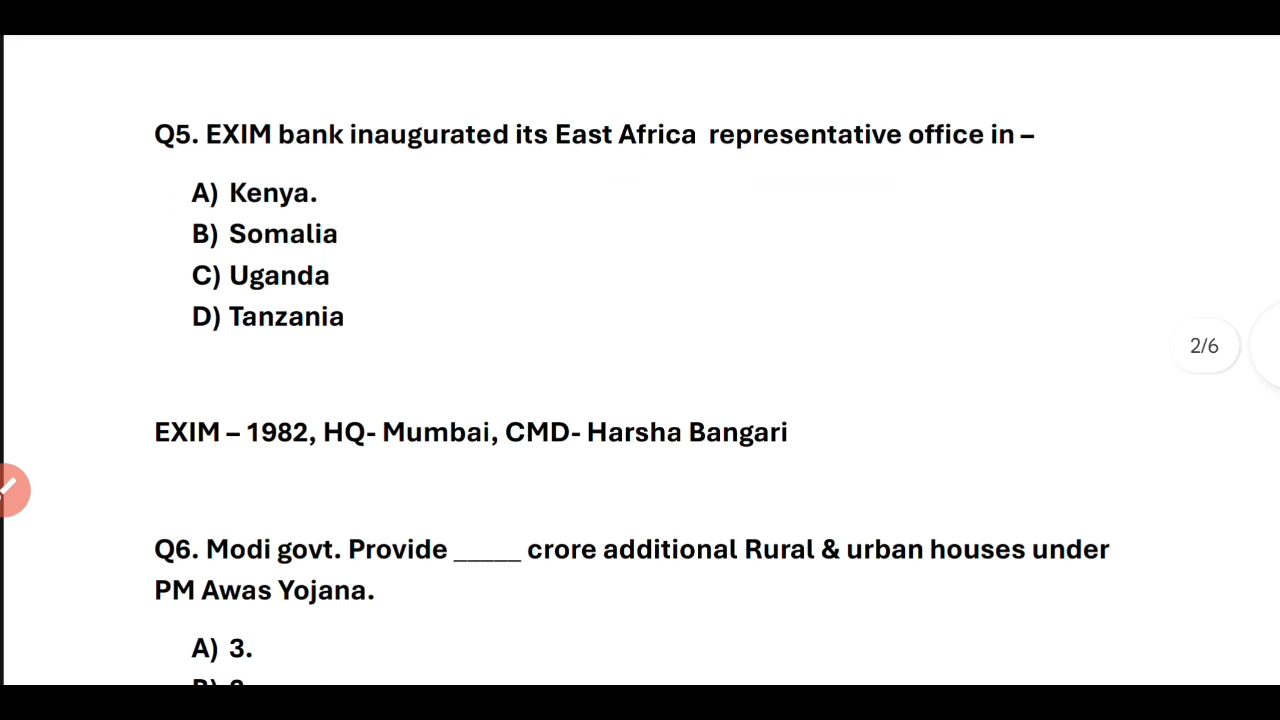 Q5. EXIM bank inaugurated its East Africa representative office in –
A) Kenya.
B) Somalia
C) Uganda
D) Tanzania
2/6
EXIM – 1982, HQ- Mumbai, CMD- Harsha Bangari
Q6. Modi govt. Provide _____ crore additional Rural & urban houses under
PM Awas Yojana.
A) 3.